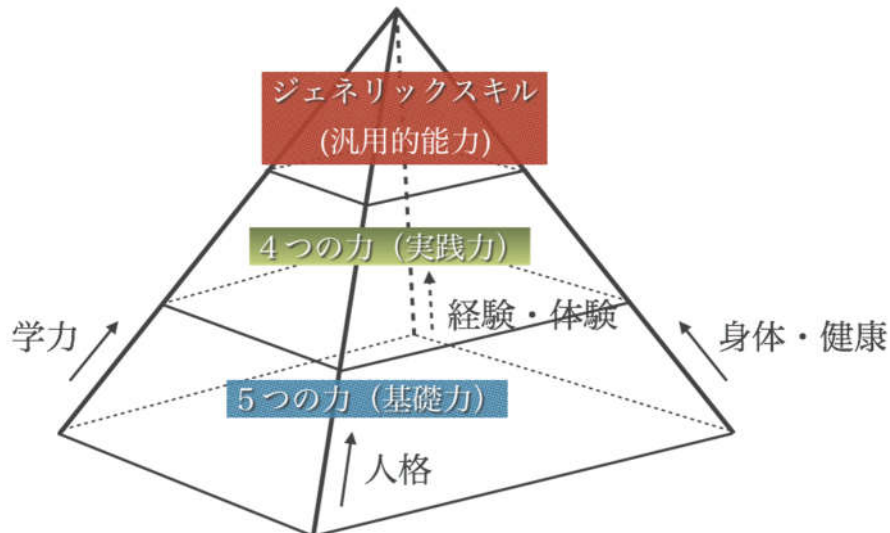 ジェネリックスキル
(汎用的能力)
４つの力（実践力）
経験・体験
学力
身体・健康
５つの力（基礎力）
人格